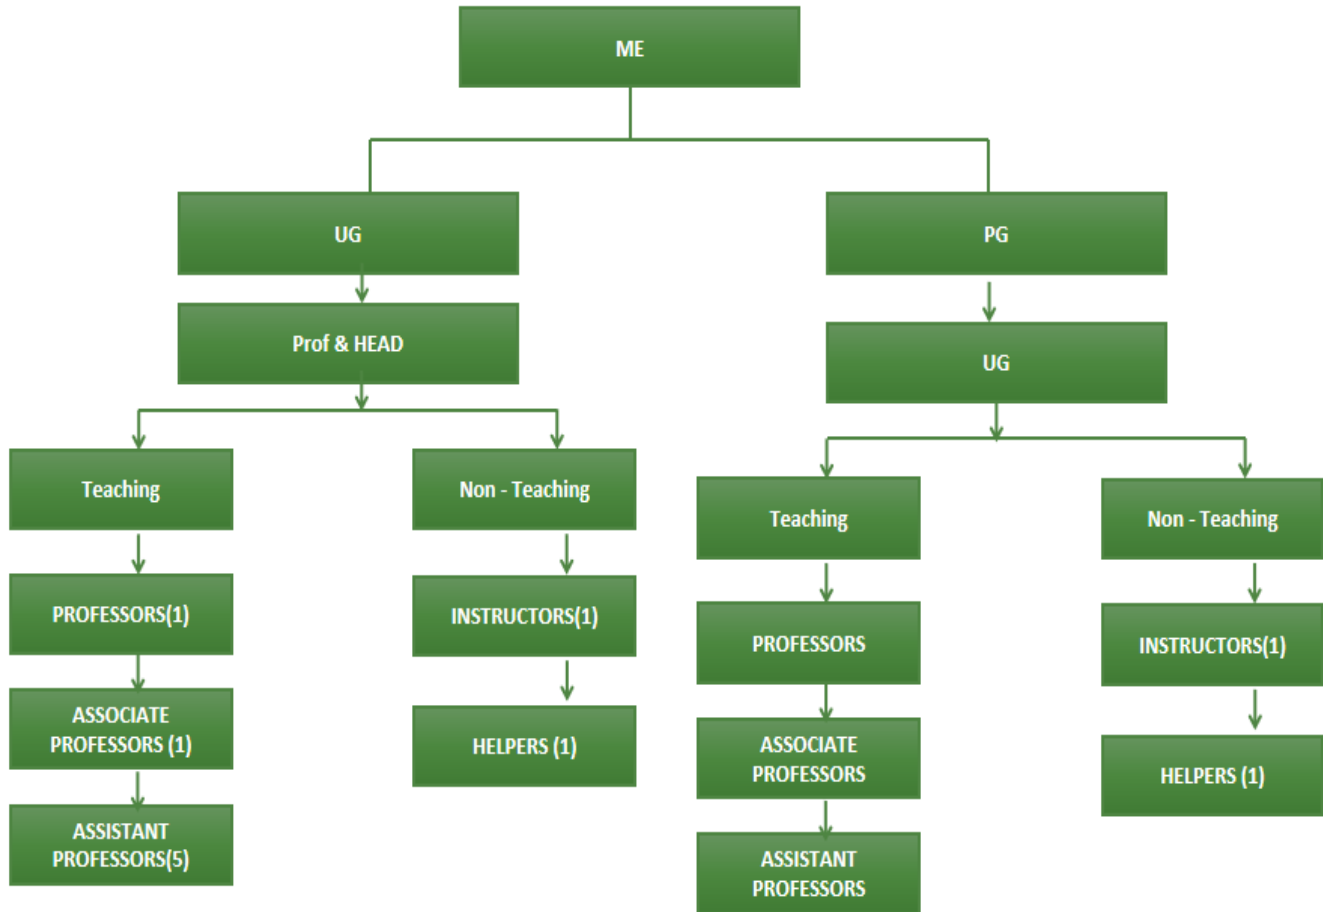 ME
UG
PG
Prof & HEAD
UG
Teaching
Non - Teaching
Teaching
Non - Teaching
PROFESSORS(1)
INSTRUCTORS(1)
PROFESSORS
INSTRUCTORS(1)
ASSOCIATE
PROFESSORS (1)
HELPERS (1)
ASSOCIATE
PROFESSORS
HELPERS (1)
ASSISTANT
PROFESSORS(5)
ASSISTANT
PROFESSORS